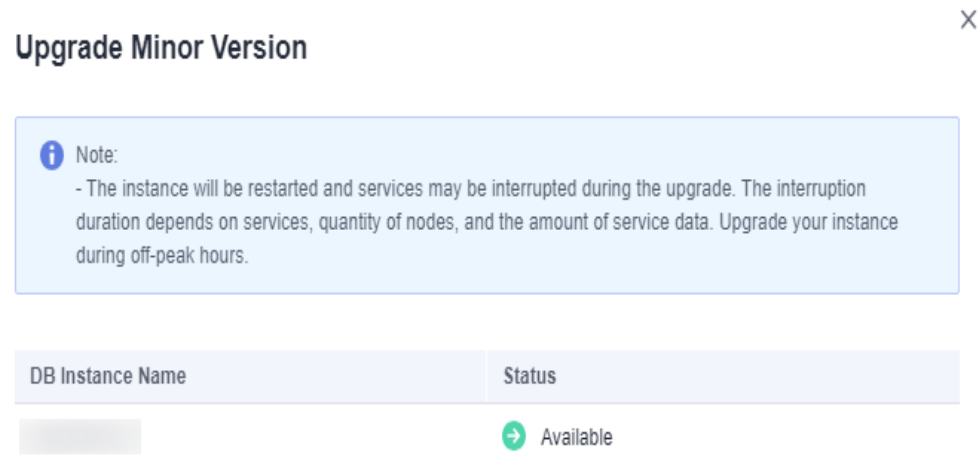 X
Upgrade Minor Version
Note:
- The instance will be restarted and services may be interrupted during the upgrade. The interruption
duration depends on services, quantity of nodes, and the amount of service data. Upgrade your instance
during off-peak hours.
DB Instance Name Status
Available